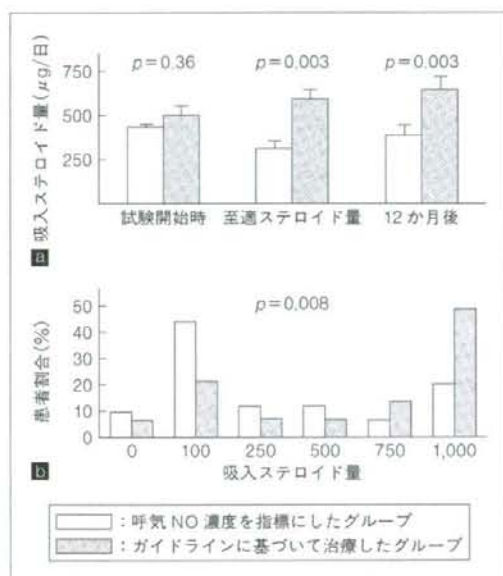 吸入ステロイド量(μg/日)
750
500
250
p=0.36
p=0.003
p=0.003
試験開始時
至適ステロイド量
12か月後
a
患者割合(%)
50
40
30
20
10
0
p=0.008
0
100
250
500
750
1,000
吸入ステロイド量
b
：呼気NO濃度を指標にしたグループ
：ガイドラインに基づいて治療したグループ